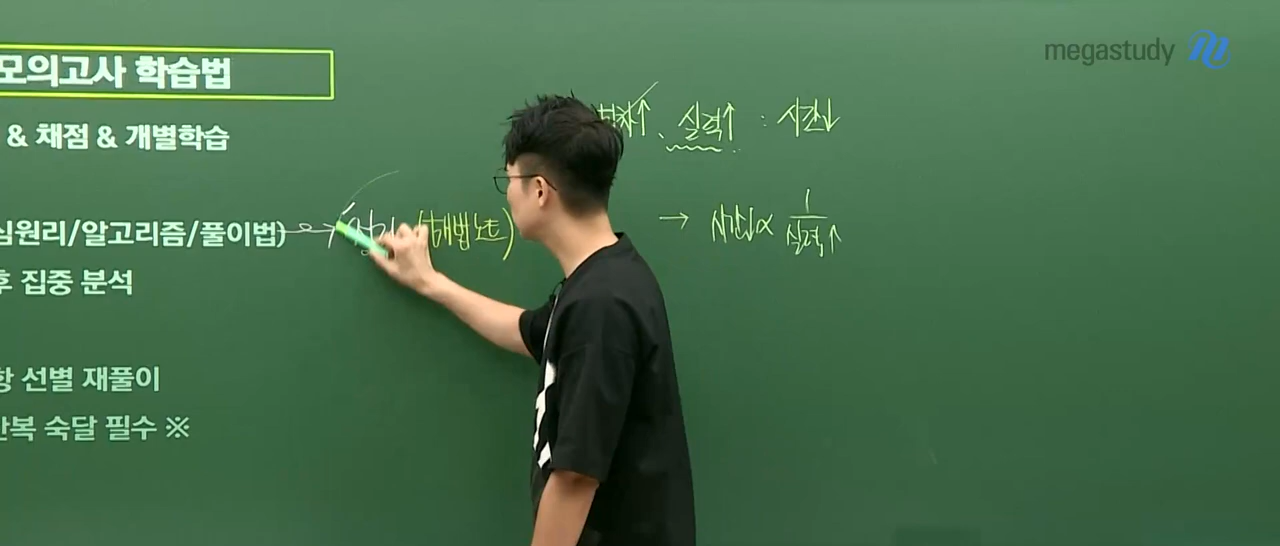 megastudy
모의고사 학습법
실력↑ : 시간↓
& 채점 & 개별학습
심원리/알고리즘/풀이법)
(해법노트)
→ 시간↓∝ 1/실력↑
후 집중 분석
항 선별 재풀이
반복 숙달 필수 ※